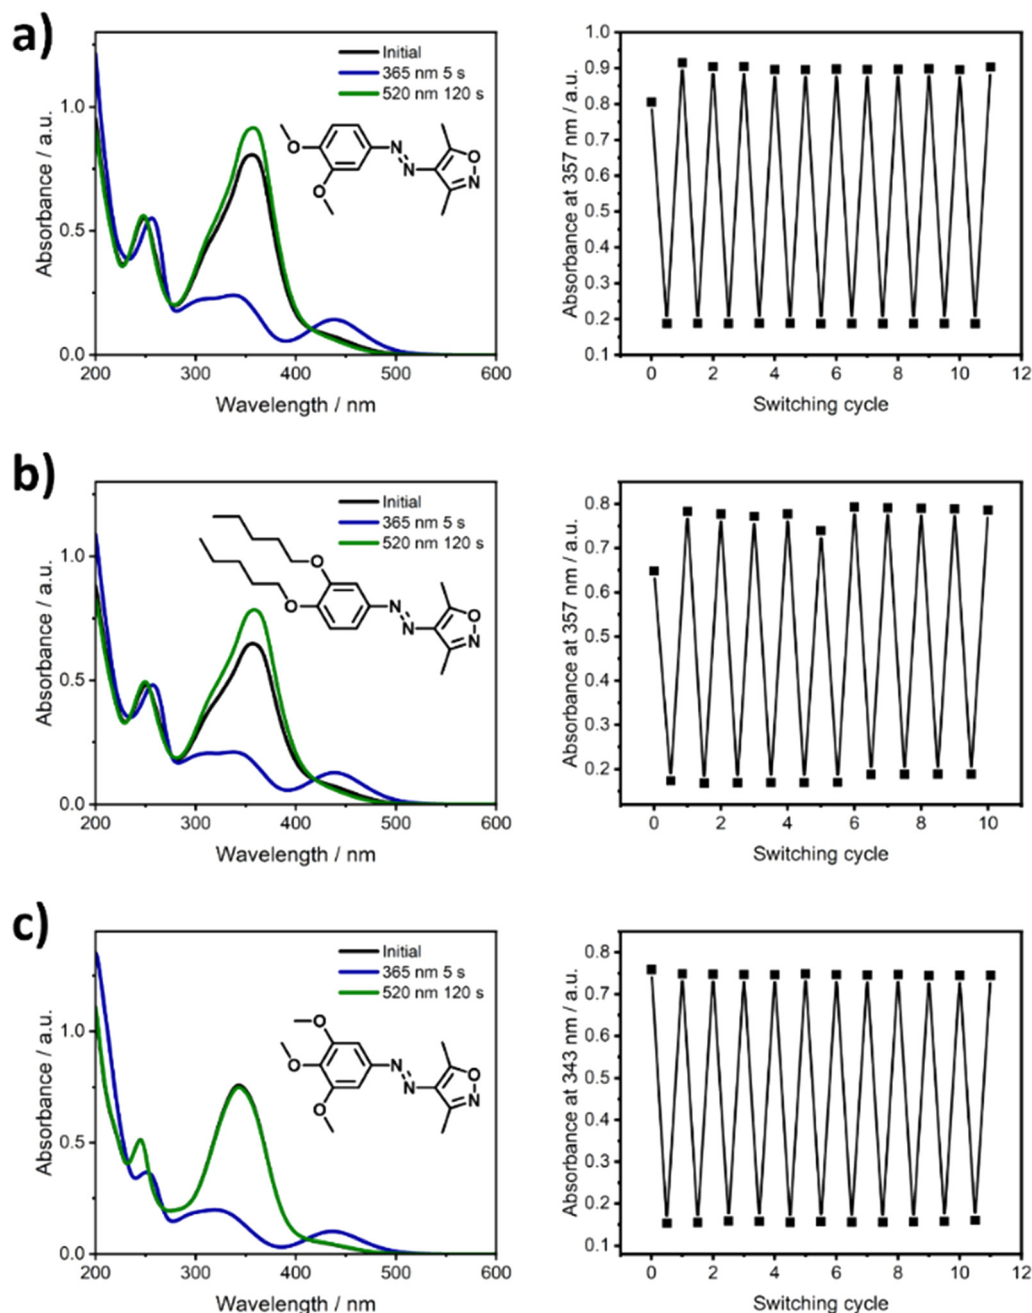 a)
Initial
365 nm 5 s
520 nm 120 s
O
O
N
N
O
N
Absorbance / a.u.
1.0
0.5
0.0
200 300 400 500 600
Wavelength / nm
Absorbance at 357 nm / a.u.
1.0
0.9
0.8
0.7
0.6
0.5
0.4
0.3
0.2
0.1
0 2 4 6 8 10 12
Switching cycle
b)
Initial
365 nm 5 s
520 nm 120 s
O
O
N
N
O
N
Absorbance / a.u.
1.0
0.5
0.0
200 300 400 500 600
Wavelength / nm
Absorbance at 357 nm / a.u.
0.8
0.7
0.6
0.5
0.4
0.3
0.2
0 2 4 6 8 10
Switching cycle
c)
Initial
365 nm 5 s
520 nm 120 s
O
O
O
N
N
O
N
Absorbance / a.u.
1.0
0.5
0.0
200 300 400 500 600
Wavelength / nm
Absorbance at 343 nm / a.u.
0.8
0.7
0.6
0.5
0.4
0.3
0.2
0.1
0 2 4 6 8 10 12
Switching cycle